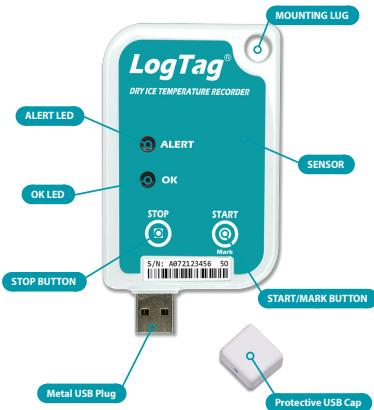 MOUNTING LUG
LogTag®
DRY ICE TEMPERATURE RECORDER
ALERT LED
ALERT
SENSOR
OK
OK LED
STOP
START
Mark
S/N: A072123456 SO
STOP BUTTON
START/MARK BUTTON
Metal USB Plug
Protective USB Cap